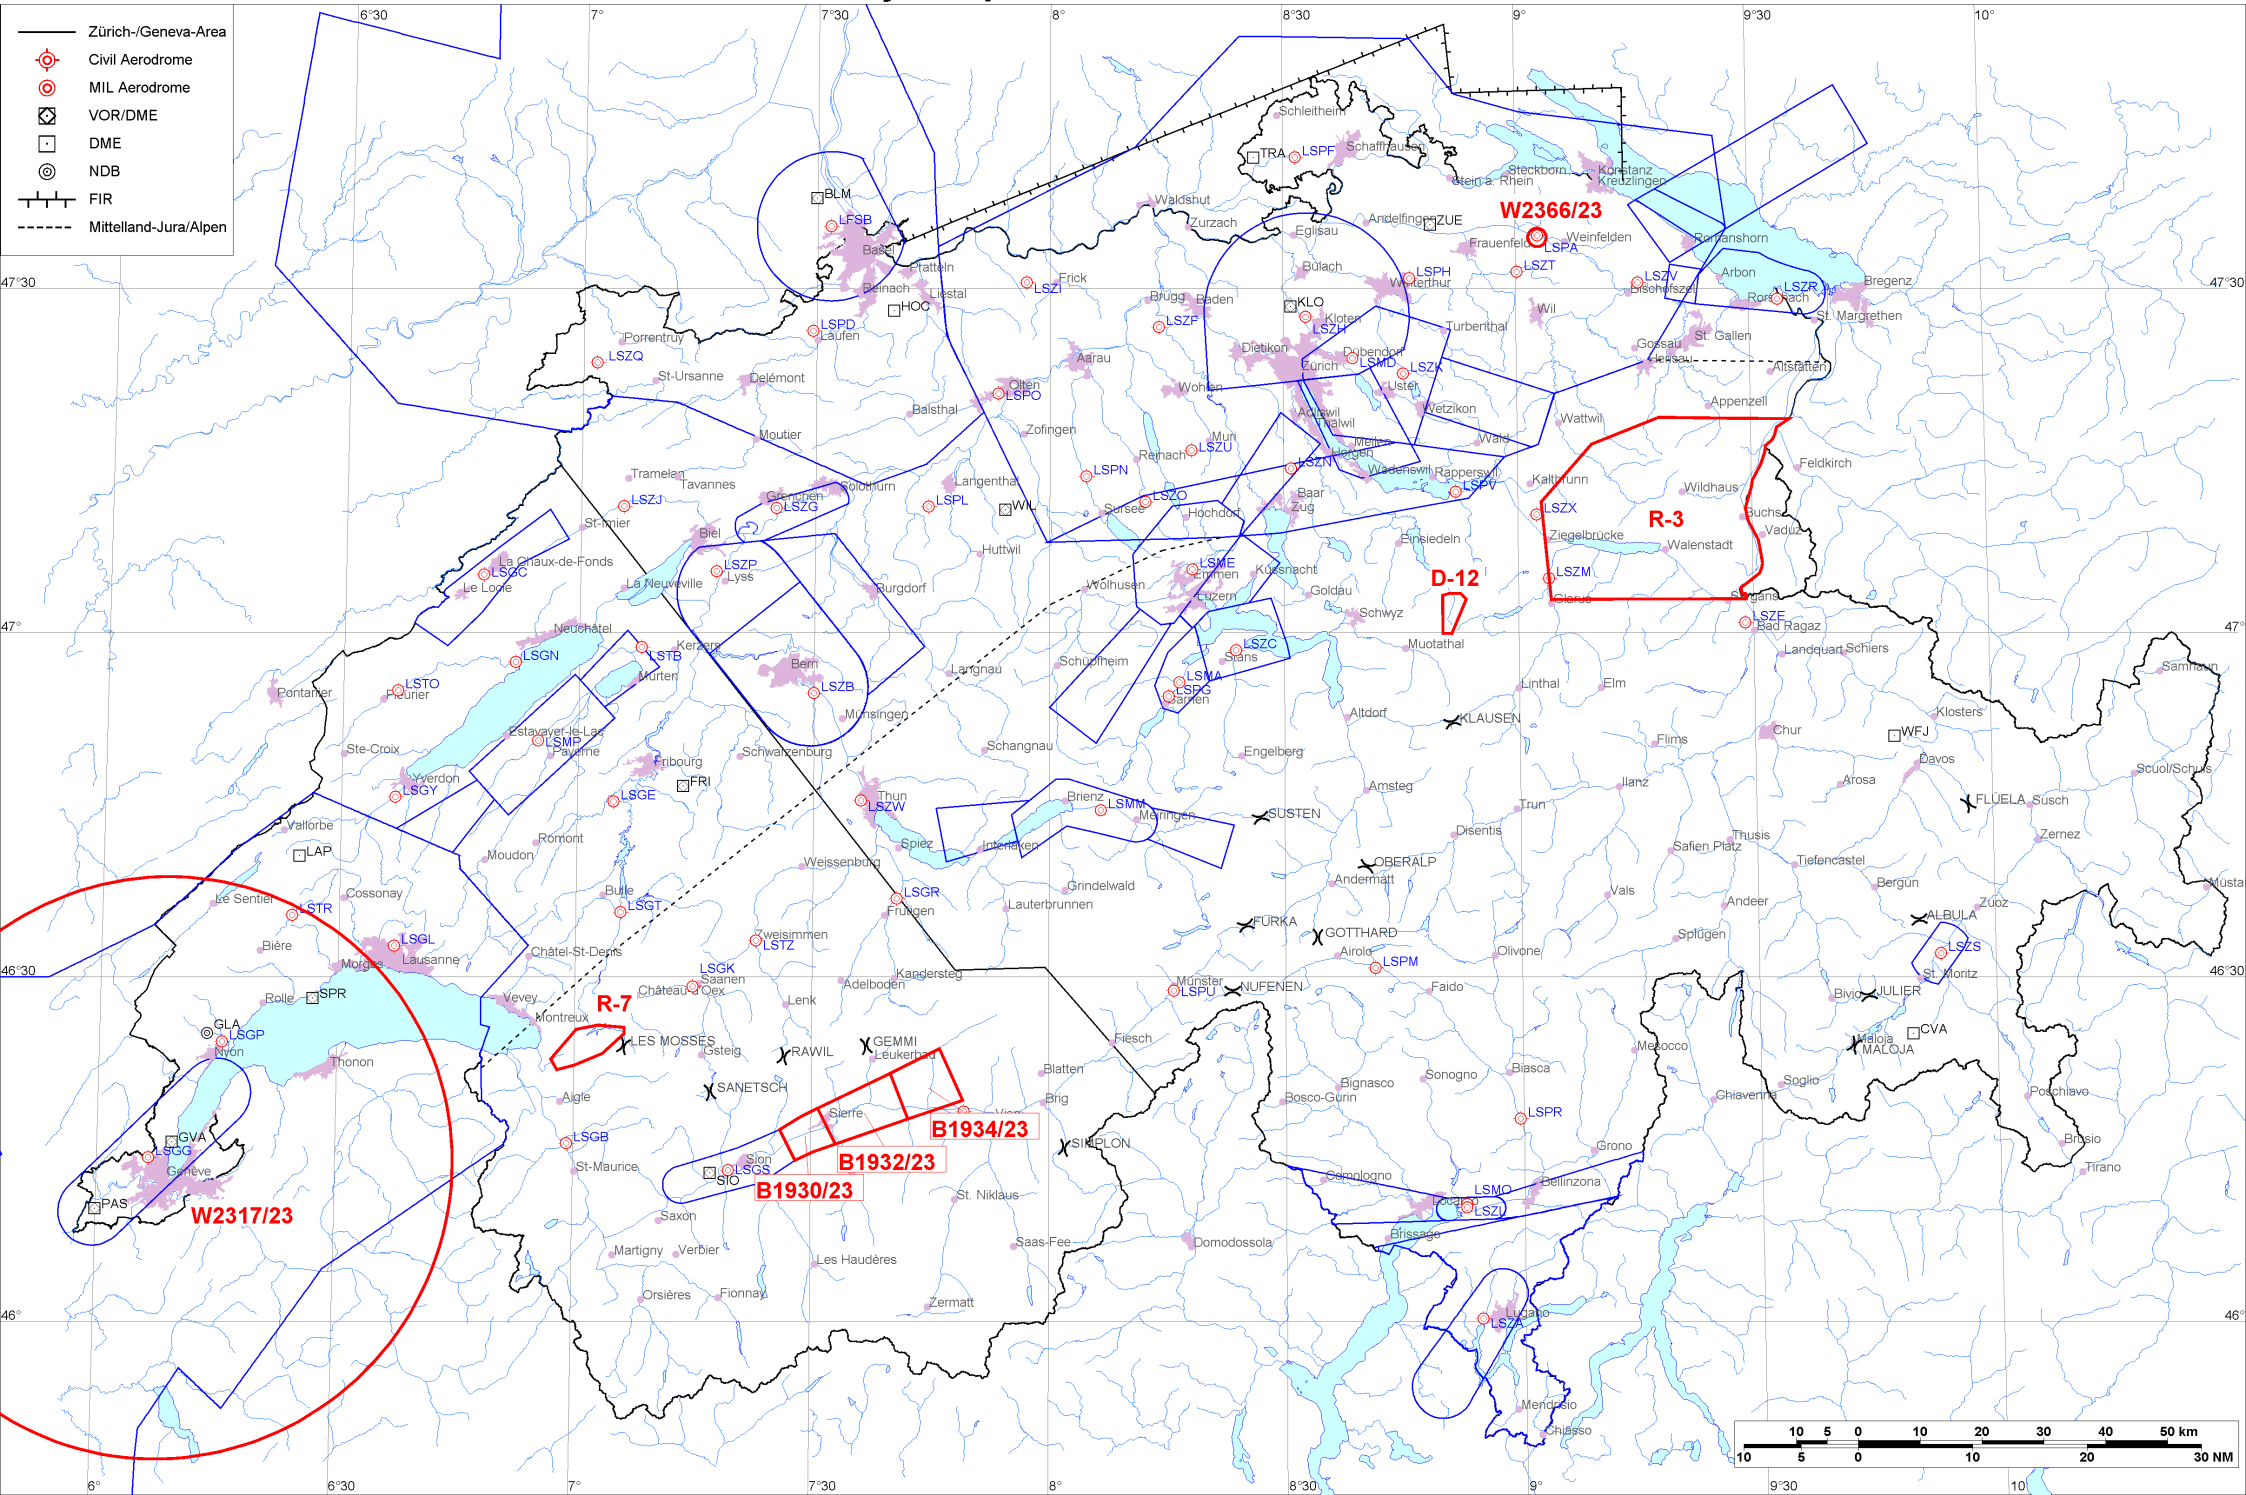 6°30'
7°
7°30'
8°
8°30'
9°
9°30'
10°
Zürich-/Geneva-Area
Civil Aerodrome
MIL Aerodrome
VOR/DME
DME
NDB
FIR
Mittelland-Jura/Alpen
Schleitheim
TRA
LSPF
Schaffhausen
Steckborn
Konstanz
Stein a. Rhein
Kreuzlingen
BLM
Waldshut
W2366/23
LFSB
Zurzach
Andelfingen
ZUE
Eglisau
Weinfelden
Romanshorn
Frauenfeld
LSPA
Basel
Pratteln
Bülach
LSPH
LSZT
LSZV
Arbon
47°30'
Frick
LSZI
Reinach
Liestal
Winterthur
Bischofszell
Bregenz
LSZR
47°30'
HOC
Brugg
Baden
KLO
Rorschach
Wil
LSZF
Kloten
LSZH
St. Margrethen
LSPD
Laufen
Turbenthal
Porrentruy
St. Gallen
Gossau
LSZQ
Aarau
Dietikon
Dübendorf
LSMD
Herisau
Zürich
LSZK
Altstätten
St-Ursanne
Delémont
Olten
LSPO
Wohlen
Uster
Balsthal
Wetzikon
Appenzell
Adliswil
Thalwil
Wattwil
Zofingen
Moutier
Muri
LSZU
Meilen
Wald
Horgen
Reinach
LSZN
Wädenswil
Rapperswil
Feldkirch
Tramelan
Tavannes
LSPN
Langenthal
Solothurn
LSPV
Kaltbrunn
Wildhaus
Grenchen
LSZG
LSZJ
LSPL
WIL
LSZO
Baar
Zug
Sursee
Hochdorf
LSZX
R-3
Buchs
St-Imier
Biel
Einsiedeln
Ziegelbrücke
Vaduz
Walenstadt
Huttwil
La Chaux-de-Fonds
LSGC
LSZP
Lyss
LSME
Emmen
Küssnacht
LSZM
D-12
Le Locle
La Neuveville
Burgdorf
Wolhusen
Luzern
Goldau
Glarus
Sargans
Schwyz
LSZE
47°
Neuchâtel
Bad Ragaz
47°
Kerzers
LSTB
LSZC
Stans
Muotathal
Landquart
Schiers
LSGN
Bern
Schüpfheim
Langnau
Samnaun
Murten
LSMA
LSTO
Fleurier
Pontarlier
LSZB
LSPG
Sarnen
Linthal
Elm
Münsingen
Altdorf
KLAUSEN
Klosters
Estavayer-le-Lac
LSMP
Payerne
Ste-Croix
Schwarzenburg
Schangnau
Engelberg
Flims
Chur
WFJ
Fribourg
Davos
Yverdon
LSGY
FRI
LSGE
Amsteg
Ilanz
Arosa
Scuol/Schuls
Thun
LSZW
Brienz
LSMM
Meiringen
SUSTEN
Trun
FLÜELA
Susch
Vallorbe
Romont
Disentis
Thusis
Zernez
LAP
Moudon
Spiez
Interlaken
Safien Platz
Weissenburg
OBERALP
Tiefencastel
Cossonay
Bulle
Grindelwald
Andermatt
Bergün
Le Sentier
LSTR
LSGT
LSGR
Frutigen
Lauterbrunnen
Vals
Andeer
Zuoz
ALBULA
FURKA
GOTTHARD
Bière
LSGL
Zweisimmen
LSTZ
Splügen
Lausanne
Châtel-St-Denis
Airolo
Olivone
LSZS
46°30'
Morges
LSGK
Saanen
Kandersteg
LSPM
St. Moritz
46°30'
SPR
Rolle
Vevey
Château-d'Oex
Adelboden
Münster
LSPU
NUFENEN
Faido
Bivio
JULIER
Montreux
R-7
Lenk
GLA
LSGP
Nyon
LES MOSSES
Gsteig
RAWIL
GEMMI
Leukerbad
Fiesch
CVA
Maloja
MALOJA
Mesocco
Thonon
Blatten
SANETSCH
Bignasco
Sonogno
Biasca
Soglio
Aigle
Brig
Bosco-Gurin
Chiavenna
Poschiavo
Sierre
B1934/23
LSPR
GVA
LSGB
SIMPLON
Grono
Brusio
LSGG
Genève
St-Maurice
Sion
LSGS
SIO
B1932/23
Tirano
Comologno
B1930/23
St. Niklaus
LSMO
Bellinzona
Locarno
LSZL
PAS
W2317/23
Saxon
Brissago
Martigny
Verbier
Saas-Fee
Domodossola
Les Haudères
Orsières
Fionnay
Zermatt
46°
Lugano
LSZA
46°
Mendrisio
Chiasso
10 5 0 10 20 30 40 50 km
10 5 0 10 20 30 NM
6°
6°30'
7°
7°30'
8°
8°30'
9°
9°30'
10°